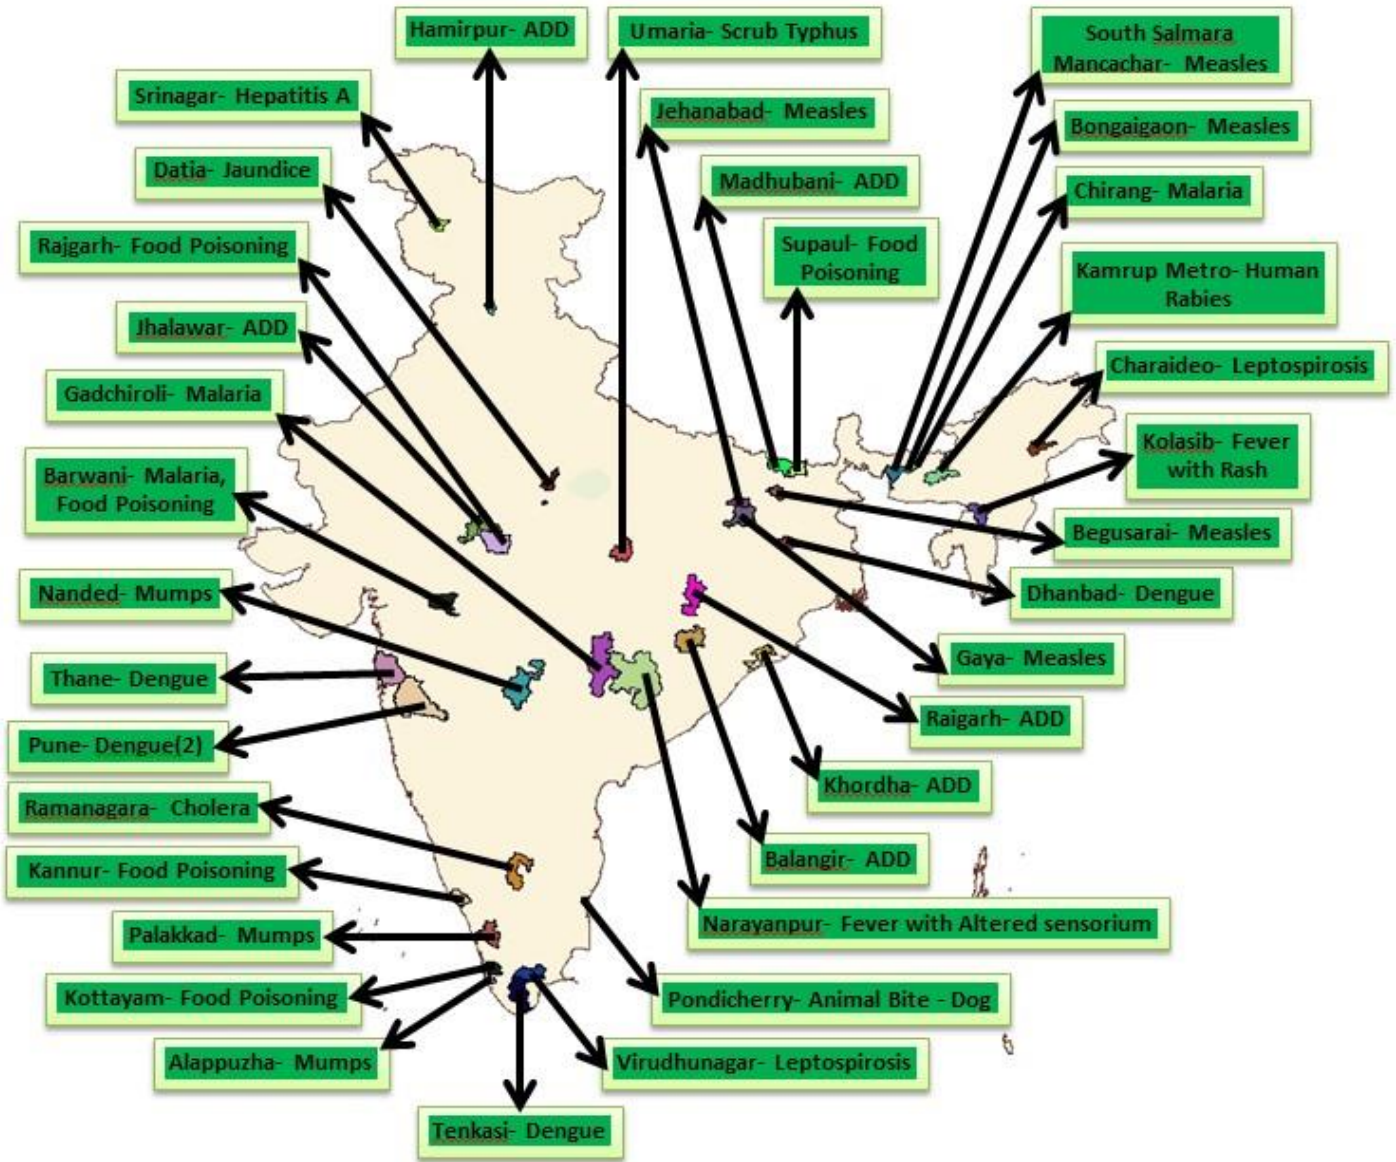 Hamirpur- ADD
Umaria- Scrub Typhus
South Salmara
Mancachar- Measles
Srinagar- Hepatitis A
Jehanabad- Measles
Bongaigaon- Measles
Datia- Jaundice
Madhubani- ADD
Chirang- Malaria
Rajgarh- Food Poisoning
Supaul- Food
Poisoning
Kamrup Metro- Human
Rabies
Jhalawar- ADD
Charaideo- Leptospirosis
Gadchiroli- Malaria
Kolasib- Fever
with Rash
Barwani- Malaria,
Food Poisoning
Begusarai- Measles
Nanded- Mumps
Dhanbad- Dengue
Thane- Dengue
Gaya- Measles
Pune- Dengue(2)
Raigarh- ADD
Ramanagara- Cholera
Khordha- ADD
Kannur- Food Poisoning
Balangir- ADD
Palakkad- Mumps
Narayanpur- Fever with Altered sensorium
Kottayam- Food Poisoning
Pondicherry- Animal Bite - Dog
Alappuzha- Mumps
Virudhunagar- Leptospirosis
Tenkasi- Dengue